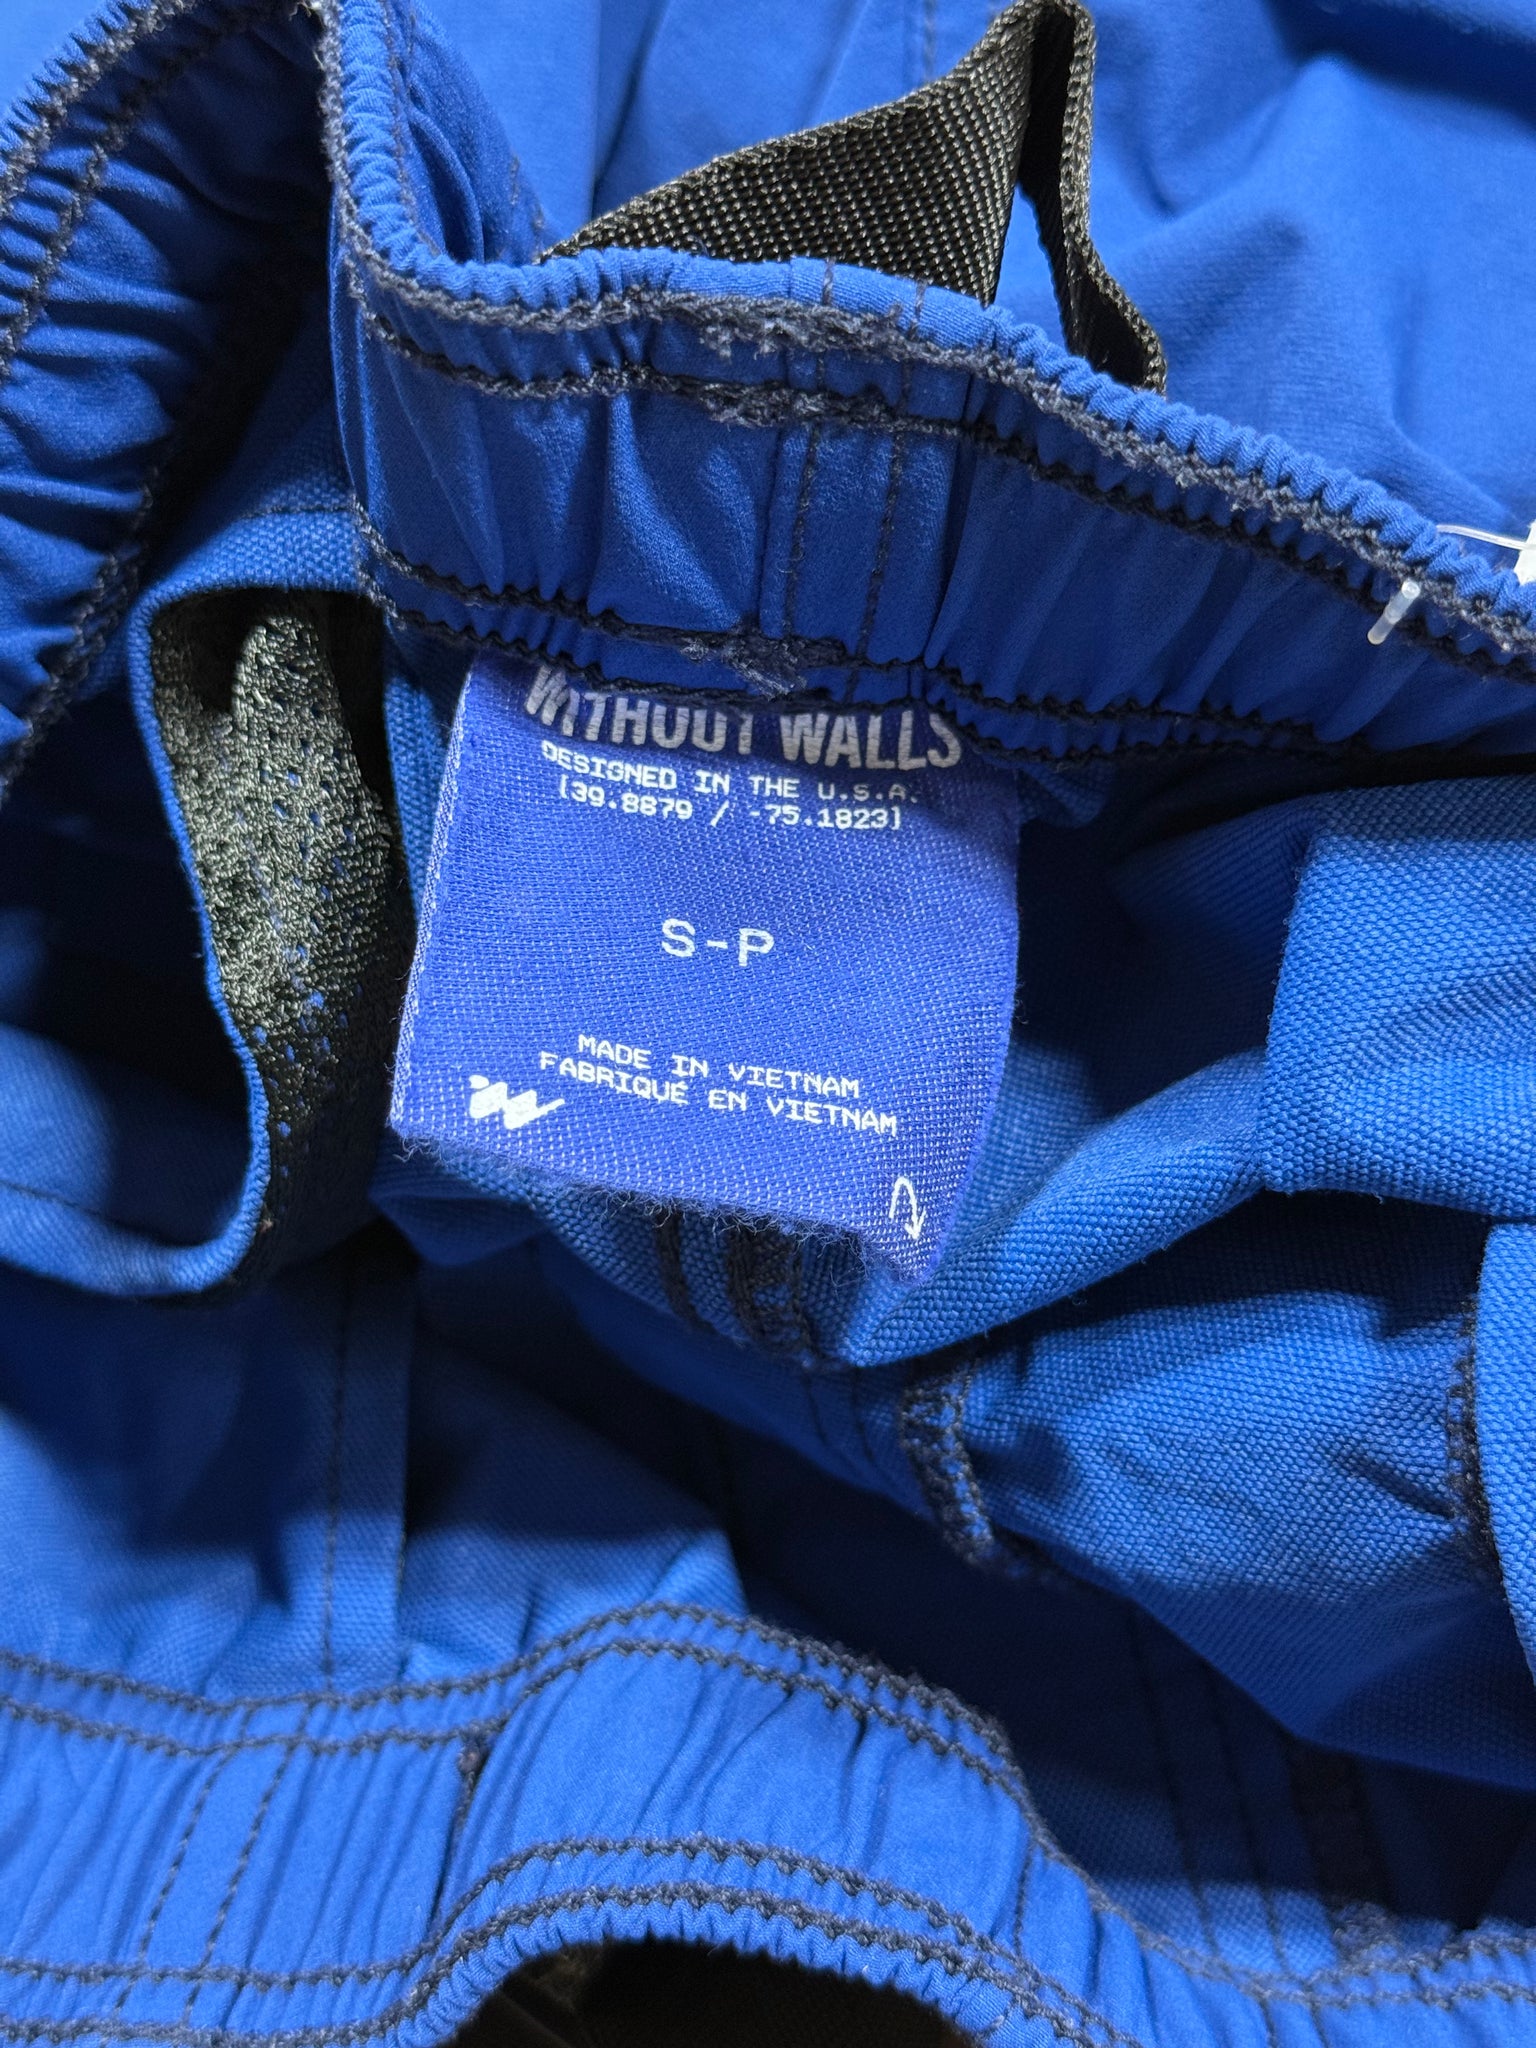 WITHOUT WALLS
DESIGNED IN THE U.S.A.
[39.8879 / -75.1823]
S-P
MADE IN VIETNAM
FABRIQUÉ EN VIETNAM